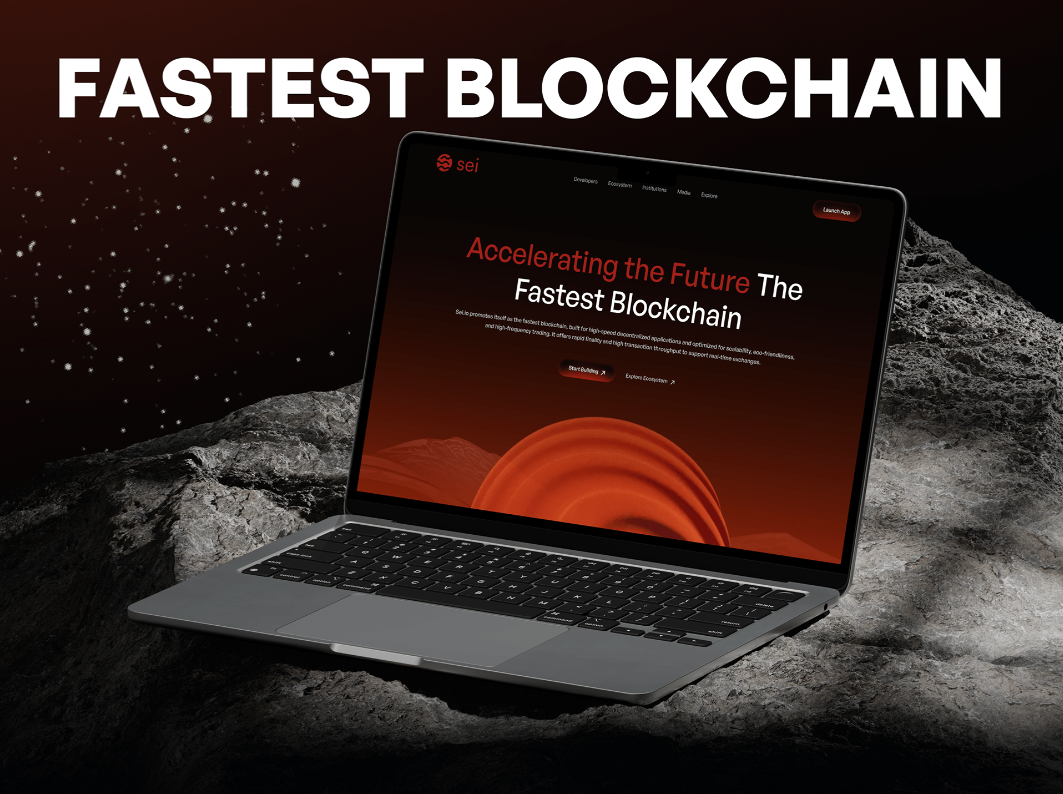 FASTEST BLOCKCHAIN
sei
Developers Ecosystem Institutions Media Explore
Launch App
Accelerating the Future The
Fastest Blockchain
Sei.io promotes itself as the fastest blockchain, built for high-speed decentralized applications and optimized for scalability, eco-friendliness,
and high-frequency trading. It offers rapid finality and high transaction throughput to support real-time exchanges.
Start Building Explore Ecosystem